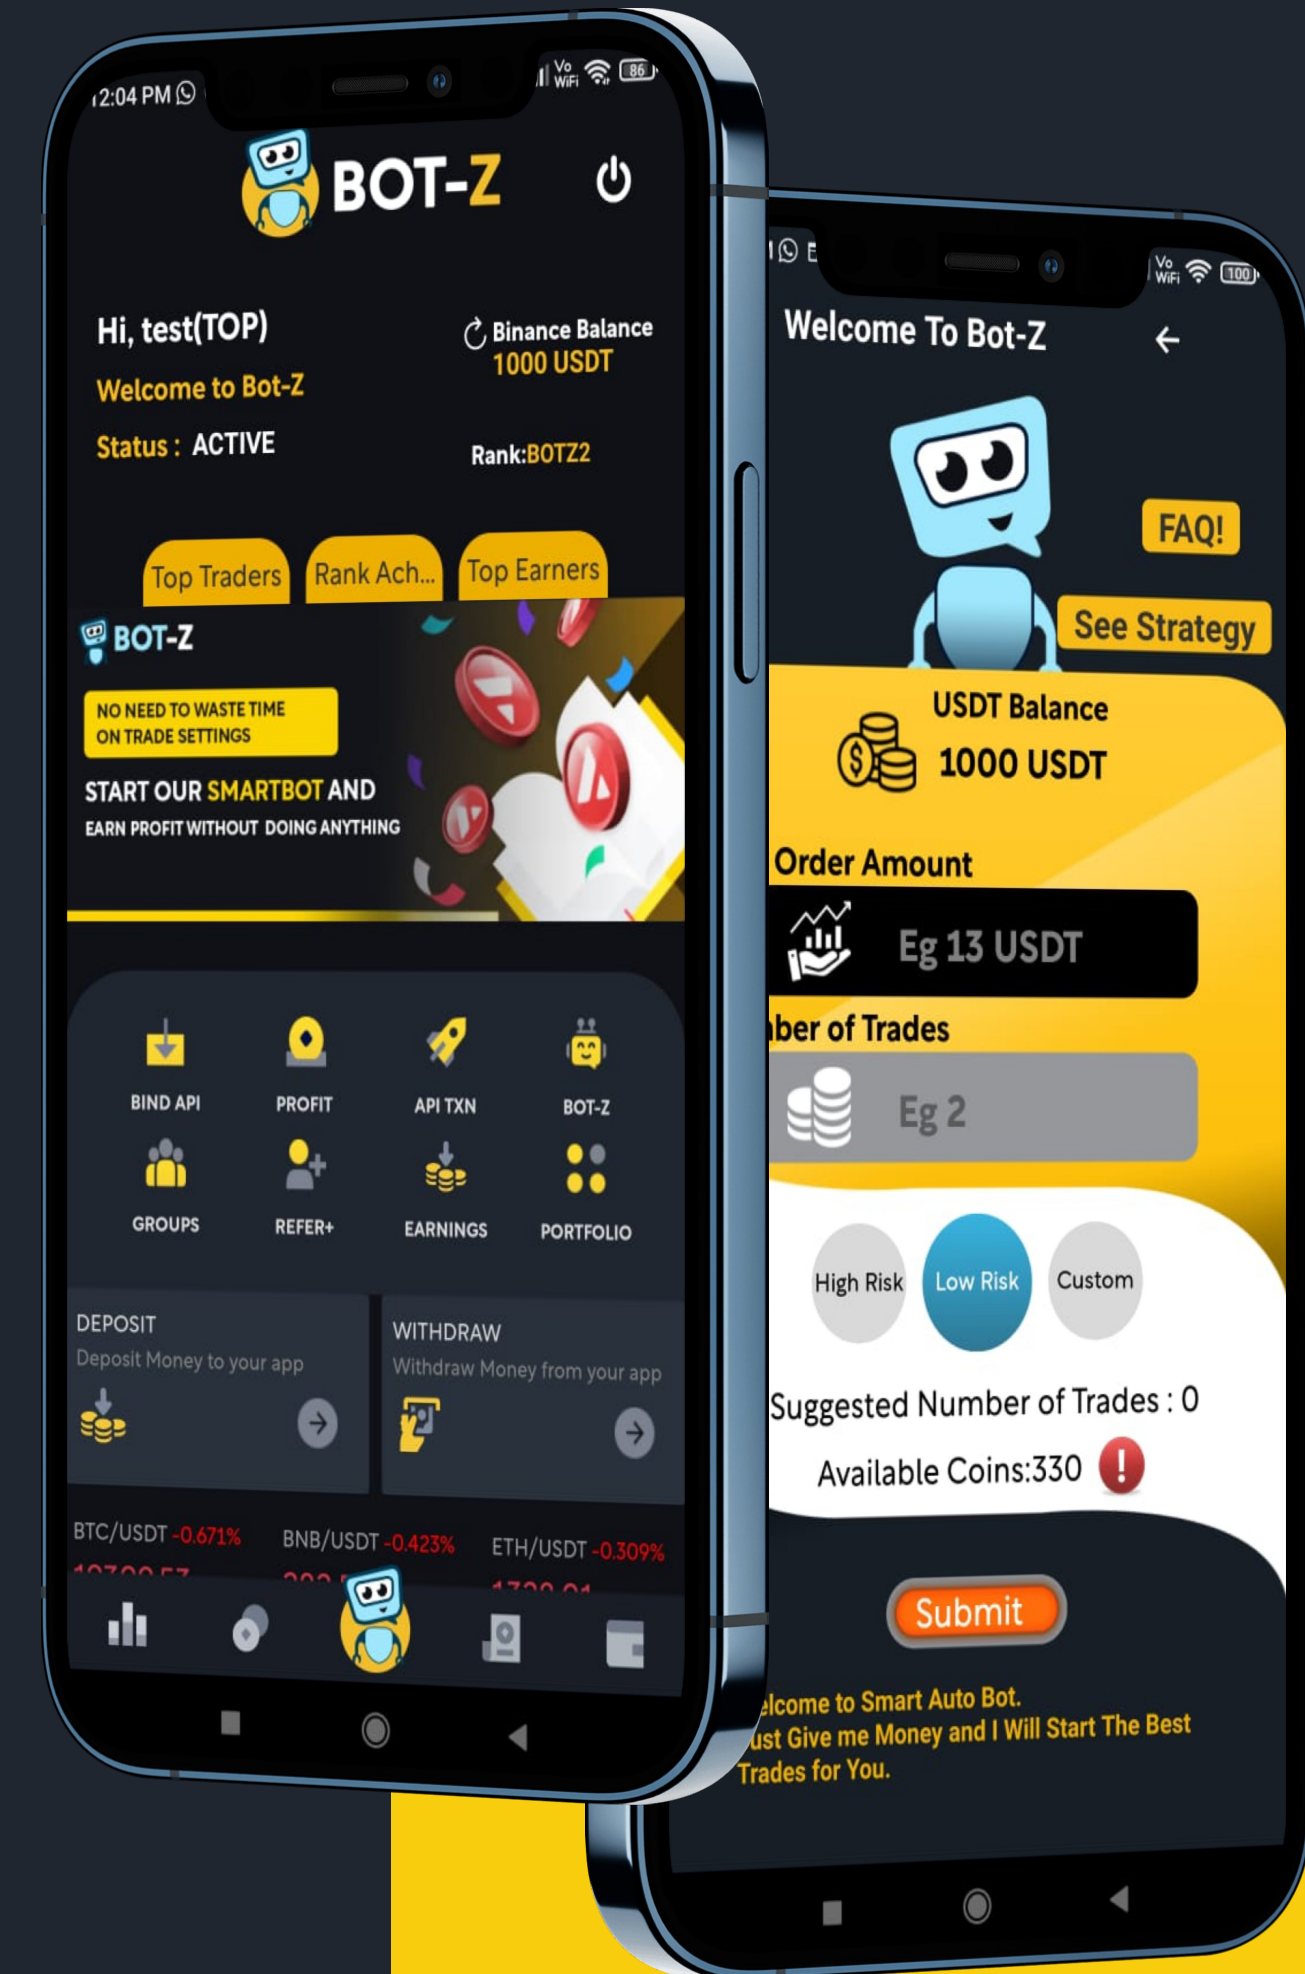 12:04 PM
Vo WiFi 86
BOT-Z
Hi, test(TOP)
Binance Balance
1000 USDT
Welcome to Bot-Z
Status : ACTIVE
Rank:BOTZ2
Top Traders
Rank Ach...
Top Earners
BOT-Z
NO NEED TO WASTE TIME
ON TRADE SETTINGS
START OUR SMARTBOT AND
EARN PROFIT WITHOUT DOING ANYTHING
BIND API
PROFIT
API TXN
BOT-Z
GROUPS
REFER+
EARNINGS
PORTFOLIO
DEPOSIT
Deposit Money to your app
WITHDRAW
Withdraw Money from your app
BTC/USDT -0.671%
BNB/USDT -0.423%
ETH/USDT -0.309%
Vo WiFi 100
Welcome To Bot-Z
FAQ!
See Strategy
USDT Balance
1000 USDT
Order Amount
Eg 13 USDT
ber of Trades
Eg 2
High Risk
Low Risk
Custom
Suggested Number of Trades : 0
Available Coins:330
!
Submit
elcome to Smart Auto Bot.
ust Give me Money and I Will Start The Best
Trades for You.